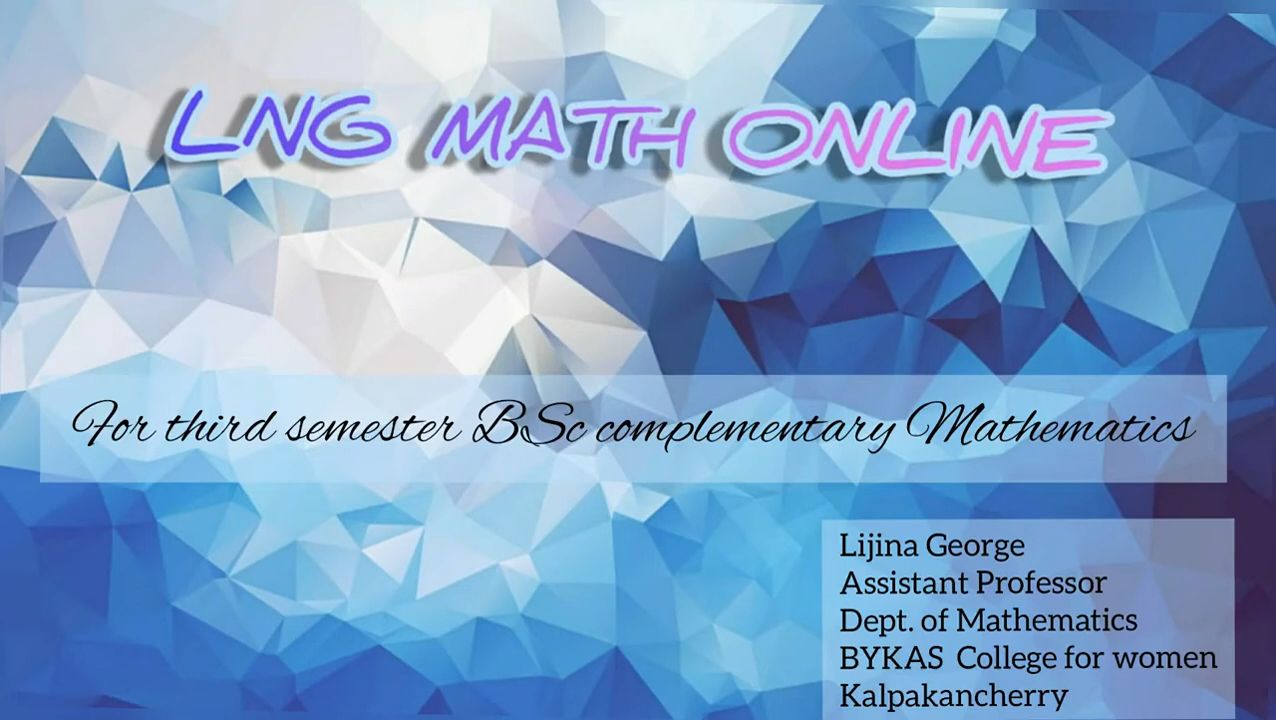 LNG MATH ONLINE
For third semester BSc complementary Mathematics
Lijina George
Assistant Professor
Dept. of Mathematics
BYKAS College for women
Kalpakancherry